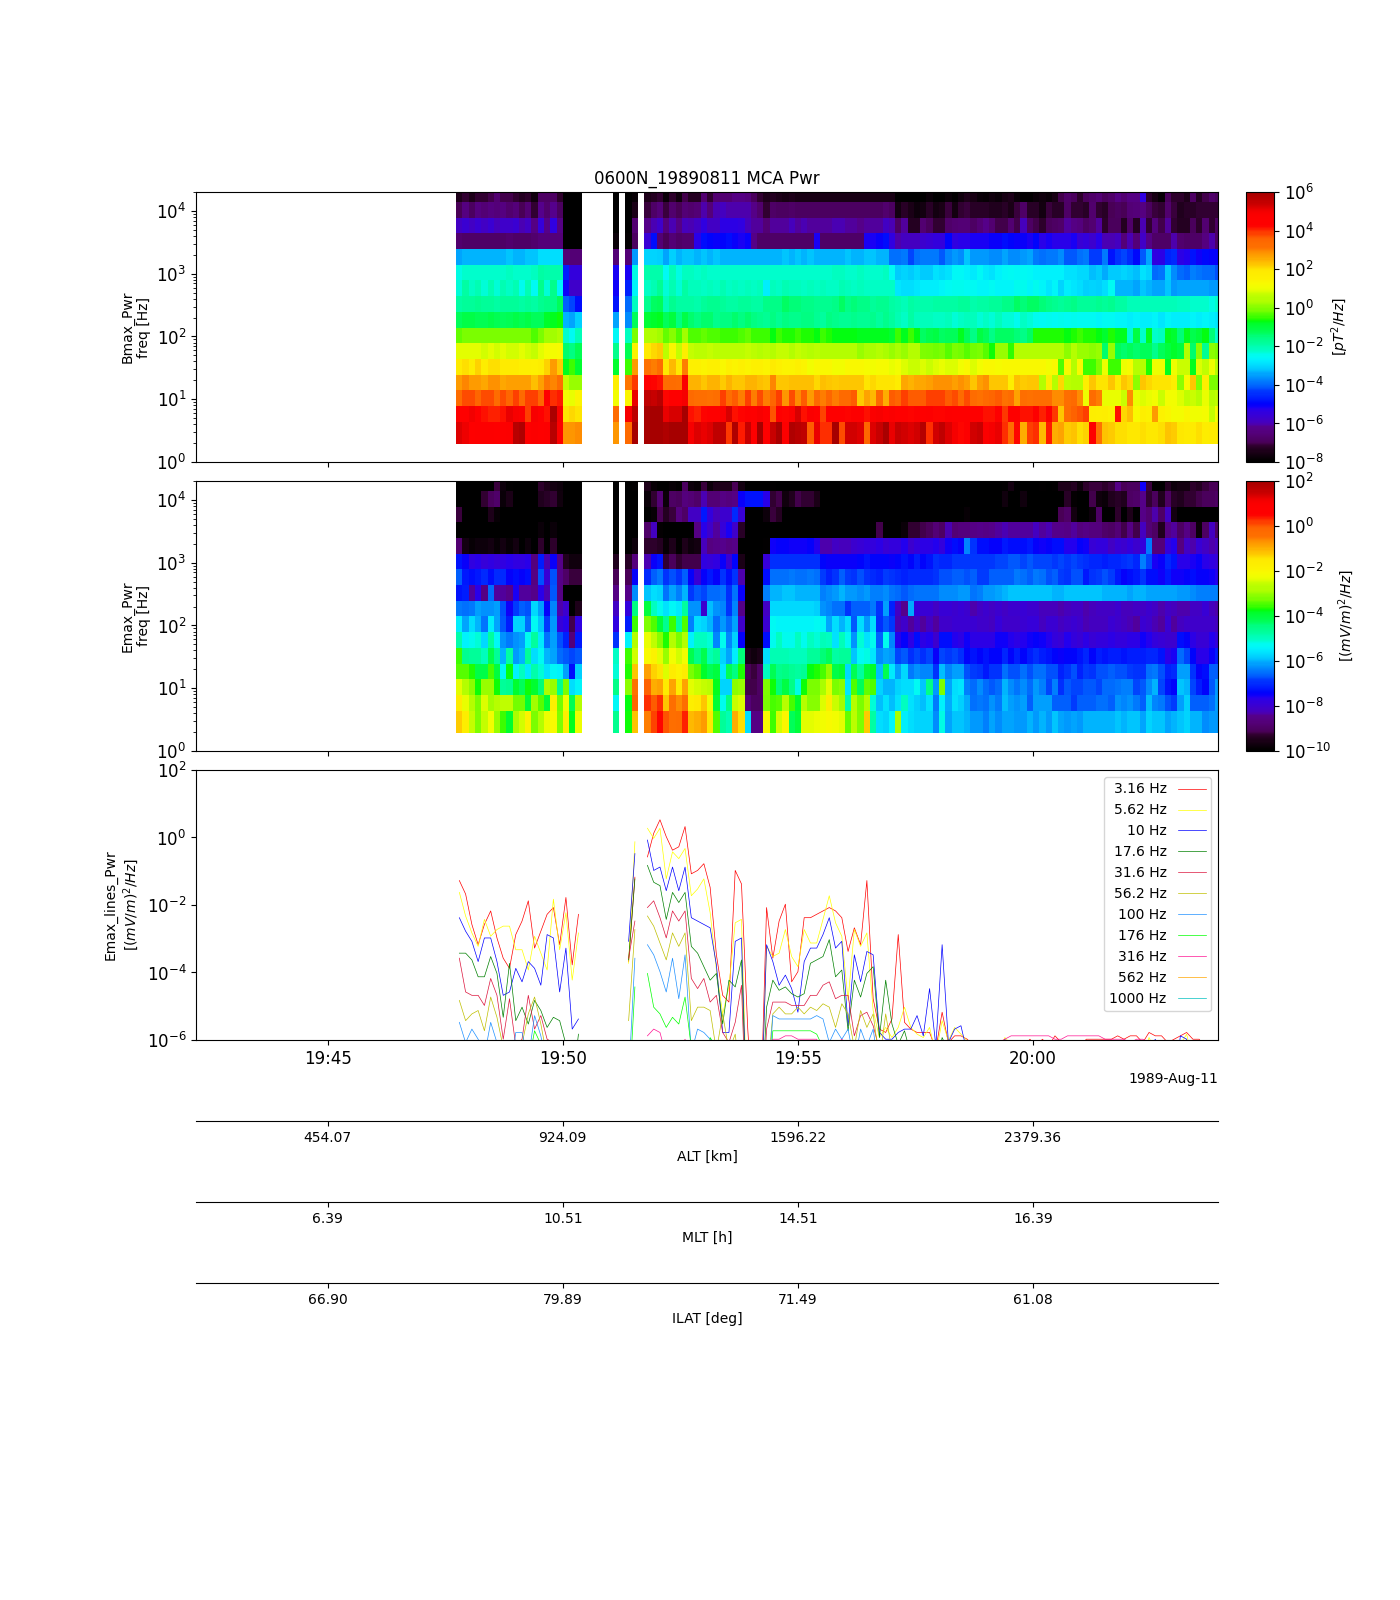 0600N_19890811 MCA Pwr
10^4
10^3
10^2
10^1
10^0
Bmax_Pwr
freq [Hz]
10^6
10^4
10^2
10^0
10^-2
10^-4
10^-6
10^-8
[pT^2/Hz]
10^4
10^3
10^2
10^1
10^0
Emax_Pwr
freq [Hz]
10^2
10^0
10^-2
10^-4
10^-6
10^-8
10^-10
[(mV/m)^2/Hz]
10^2
10^0
10^-2
10^-4
10^-6
Emax_lines_Pwr
[(mV/m)^2/Hz]
3.16 Hz
5.62 Hz
10 Hz
17.6 Hz
31.6 Hz
56.2 Hz
100 Hz
176 Hz
316 Hz
562 Hz
1000 Hz
19:45 19:50 19:55 20:00
1989-Aug-11
454.07 924.09 1596.22 2379.36
ALT [km]
6.39 10.51 14.51 16.39
MLT [h]
66.90 79.89 71.49 61.08
ILAT [deg]